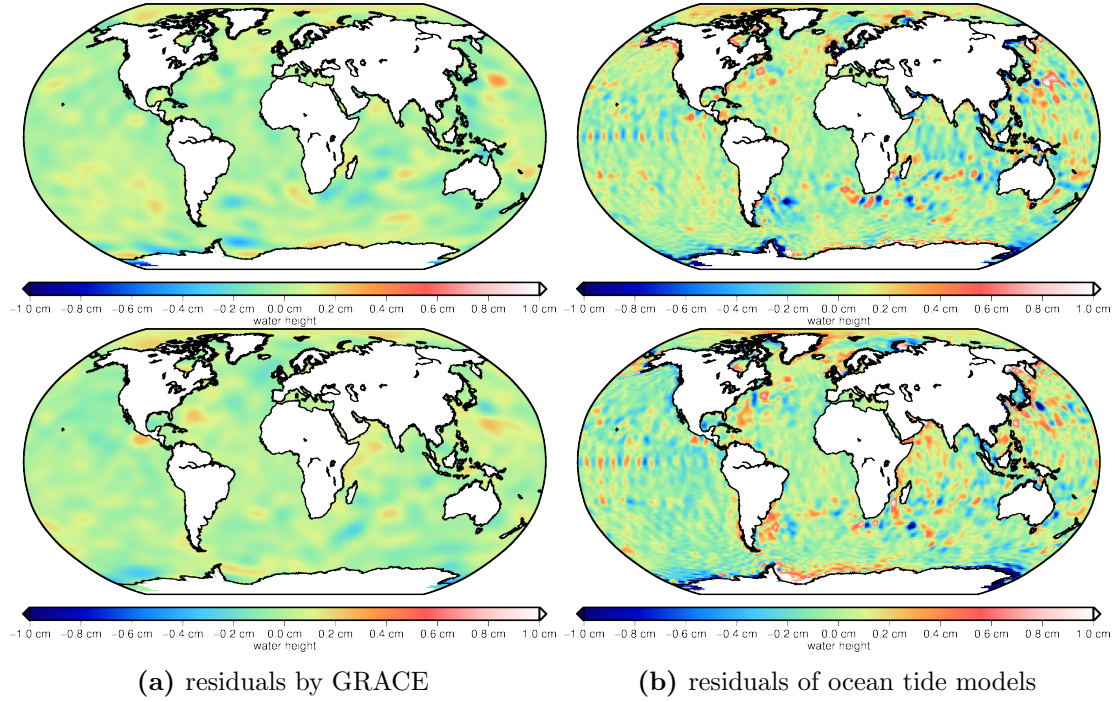 −1.0 cm −0.8 cm −0.6 cm −0.4 cm −0.2 cm 0.0 cm 0.2 cm 0.4 cm 0.6 cm 0.8 cm 1.0 cm
water height
−1.0 cm −0.8 cm −0.6 cm −0.4 cm −0.2 cm 0.0 cm 0.2 cm 0.4 cm 0.6 cm 0.8 cm 1.0 cm
water height
−1.0 cm −0.8 cm −0.6 cm −0.4 cm −0.2 cm 0.0 cm 0.2 cm 0.4 cm 0.6 cm 0.8 cm 1.0 cm
water height
−1.0 cm −0.8 cm −0.6 cm −0.4 cm −0.2 cm 0.0 cm 0.2 cm 0.4 cm 0.6 cm 0.8 cm 1.0 cm
water height
(a) residuals by GRACE
(b) residuals of ocean tide models